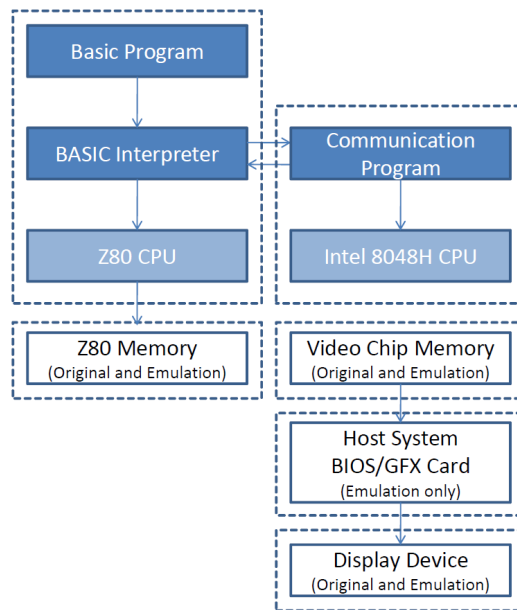 Basic Program
BASIC Interpreter
Communication
Program
Z80 CPU
Intel 8048H CPU
Z80 Memory
(Original and Emulation)
Video Chip Memory
(Original and Emulation)
Host System
BIOS/GFX Card
(Emulation only)
Display Device
(Original and Emulation)